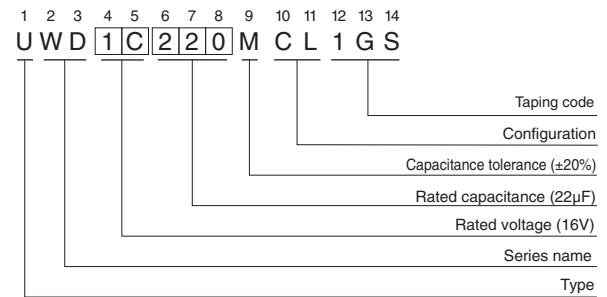 1 2 3 4 5 6 7 8 9 10 11 12 13 14
U W D 1 C 2 2 0 M C L 1 G S
Taping code
Configuration
Capacitance tolerance (±20%)
Rated capacitance (22µF)
Rated voltage (16V)
Series name
Type